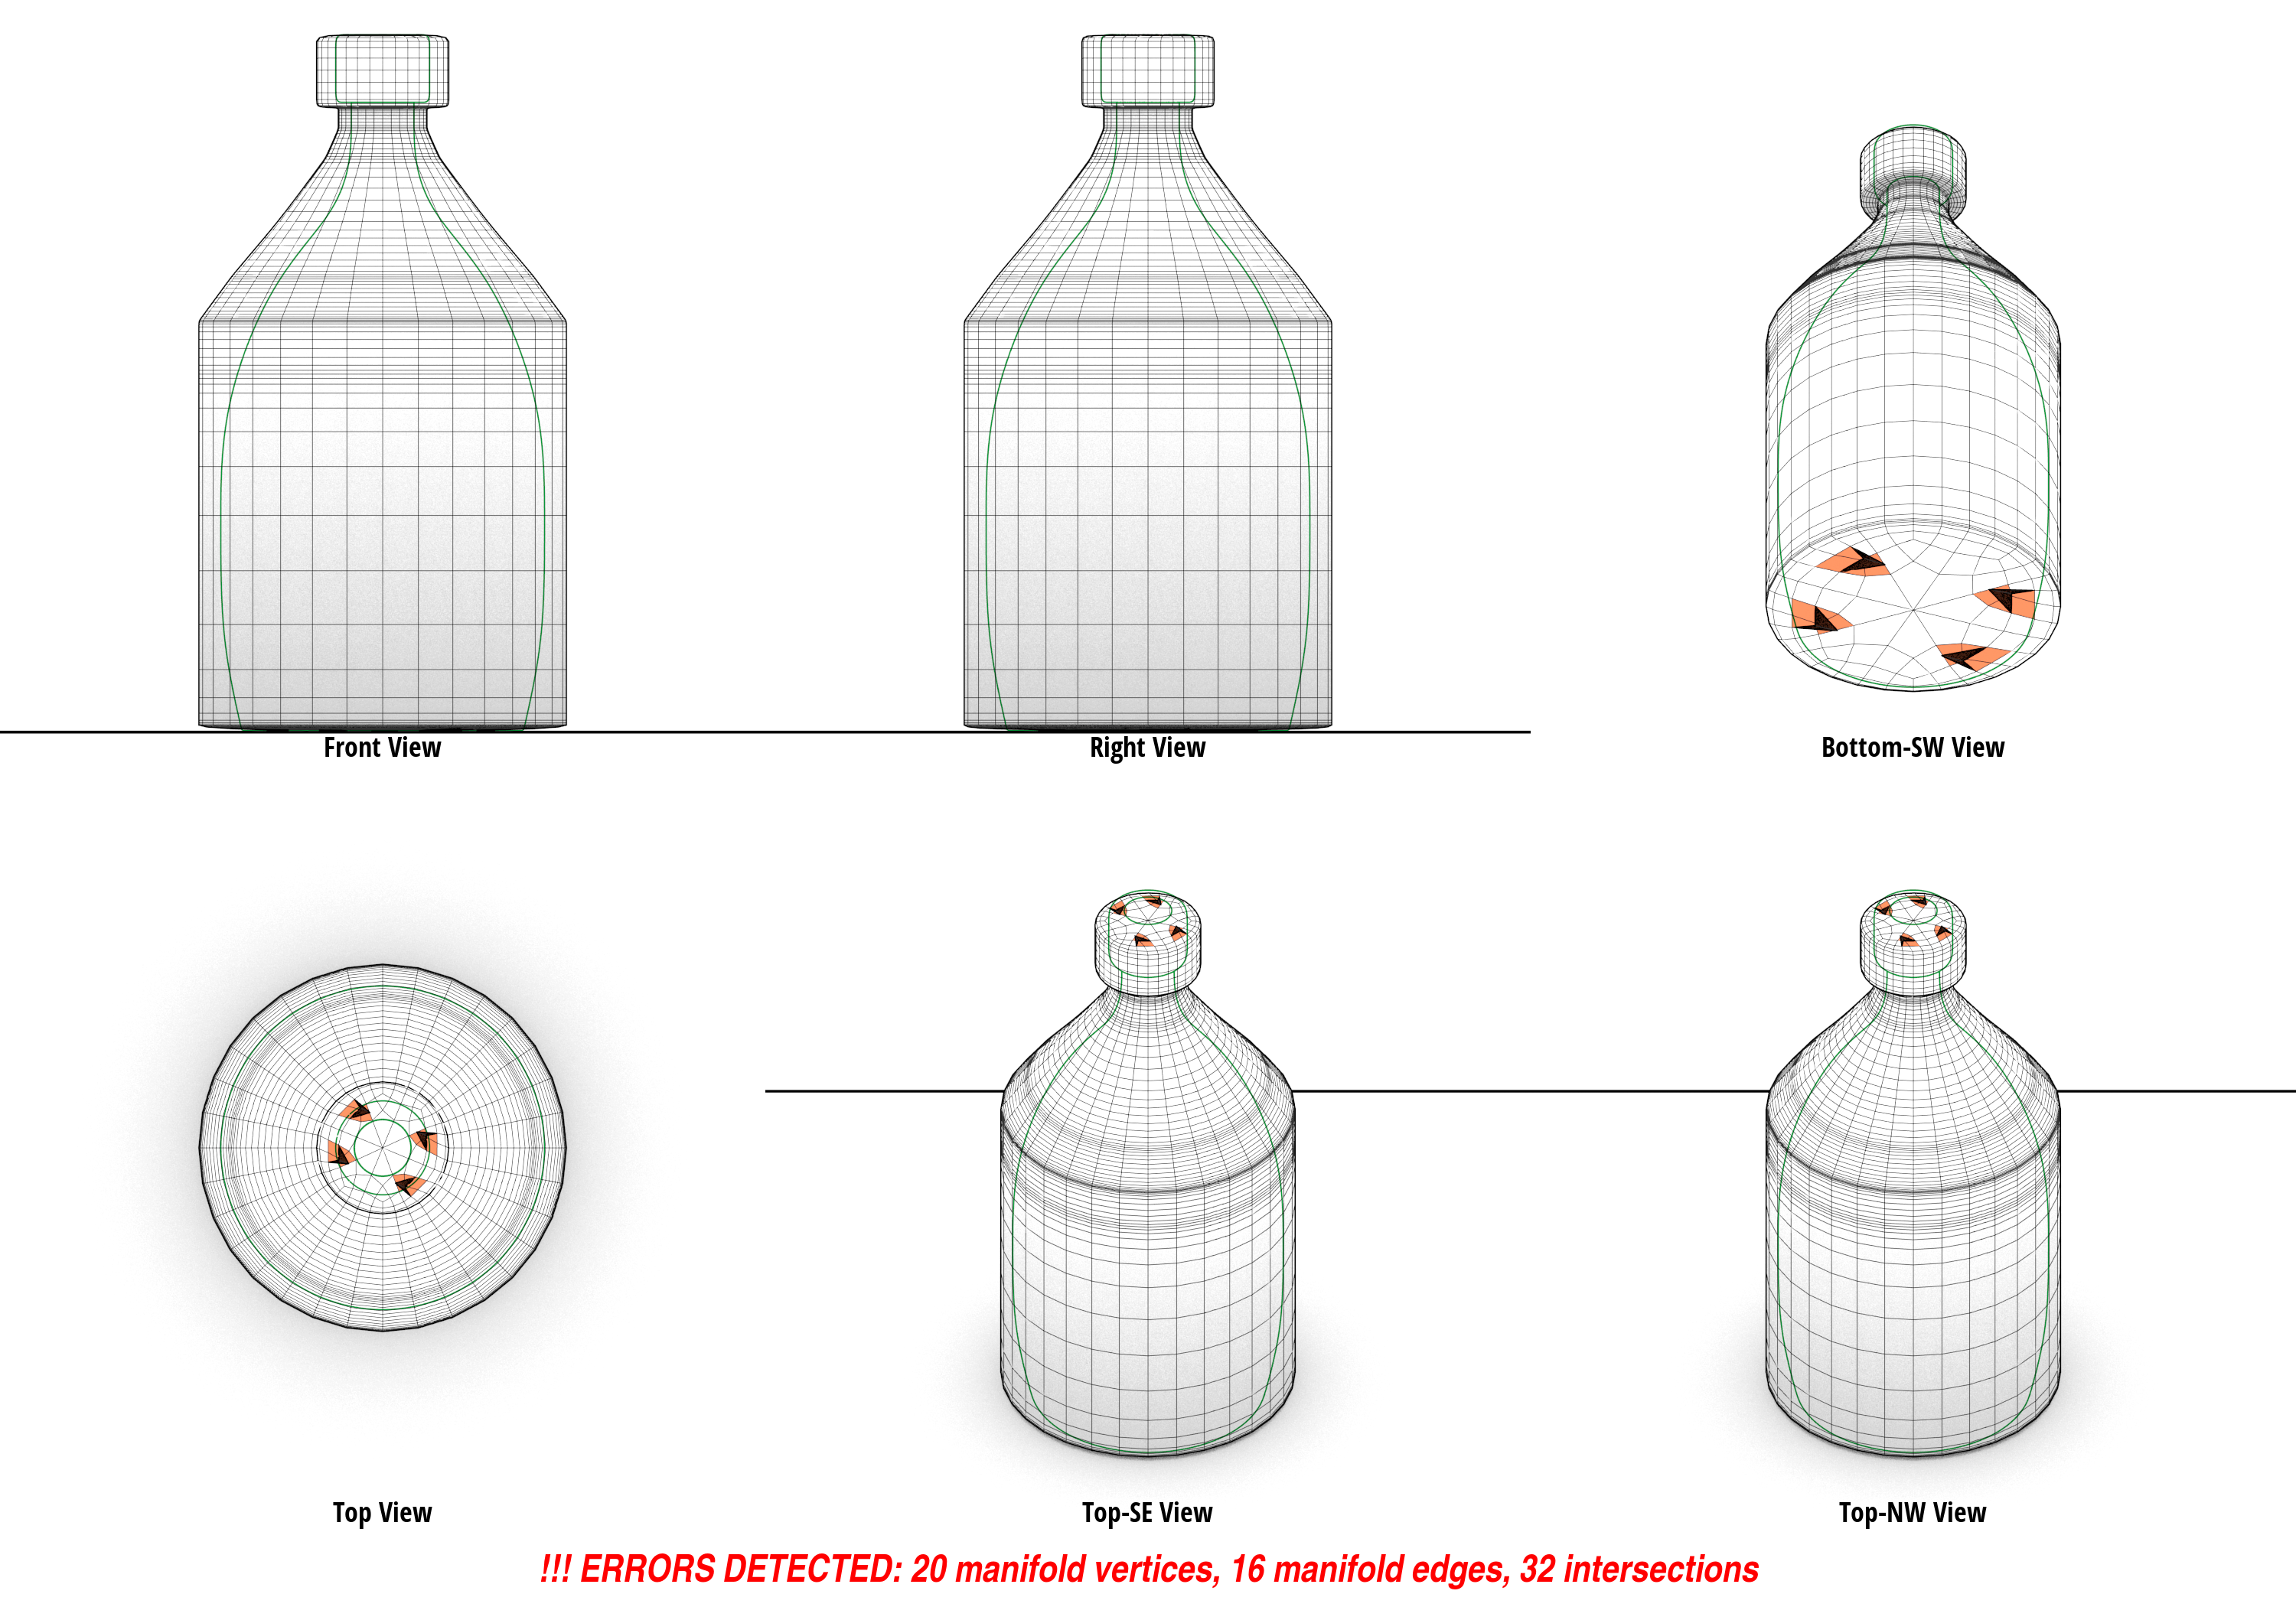 Front View
Right View
Bottom-SW View
Top View
Top-SE View
Top-NW View
!!! ERRORS DETECTED: 20 manifold vertices, 16 manifold edges, 32 intersections